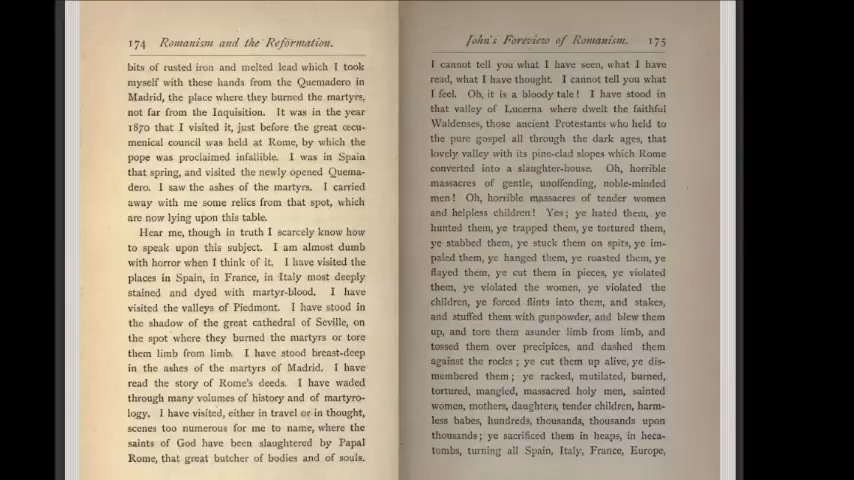 174 Romanism and the Reformation.
bits of rusted iron and melted lead which I took
myself with these hands from the Quemadero in
Madrid, the place where they burned the martyrs,
not far from the Inquisition. It was in the year
1870 that I visited it, just before the great œcu-
menical council was held at Rome, by which the
pope was proclaimed infallible. I was in Spain
that spring, and visited the newly opened Quema-
dero. I saw the ashes of the martyrs. I carried
away with me some relics from that spot, which
are now lying upon this table.
Hear me, though in truth I scarcely know how
to speak upon this subject. I am almost dumb
with horror when I think of it. I have visited the
places in Spain, in France, in Italy most deeply
stained and dyed with martyr-blood. I have
visited the valleys of Piedmont. I have stood in
the shadow of the great cathedral of Seville, on
the spot where they burned the martyrs or tore
them limb from limb. I have stood breast-deep
in the ashes of the martyrs of Madrid. I have
read the story of Rome's deeds. I have waded
through many volumes of history and of martyro-
logy. I have visited, either in travel or in thought,
scenes too numerous for me to name, where the
saints of God have been slaughtered by Papal
Rome, that great butcher of bodies and of souls.
John's Foreview of Romanism. 175
I cannot tell you what I have seen, what I have
read, what I have thought. I cannot tell you what
I feel. Oh, it is a bloody tale! I have stood in
that valley of Lucerna where dwelt the faithful
Waldenses, those ancient Protestants who held to
the pure gospel all through the dark ages, that
lovely valley with its pine-clad slopes which Rome
converted into a slaughter-house. Oh, horrible
massacres of gentle, unoffending, noble-minded
men! Oh, horrible massacres of tender women
and helpless children! Yes; ye hated them, ye
hunted them, ye trapped them, ye tortured them,
ye stabbed them, ye stuck them on spits, ye im-
paled them, ye hanged them, ye roasted them, ye
flayed them, ye cut them in pieces, ye violated
them, ye violated the women, ye violated the
children, ye forced flints into them, and stakes,
and stuffed them with gunpowder, and blew them
up, and tore them asunder limb from limb, and
tossed them over precipices, and dashed them
against the rocks; ye cut them up alive, ye dis-
membered them; ye racked, mutilated, burned,
tortured, mangled, massacred holy men, sainted
women, mothers, daughters, tender children, harm-
less babes, hundreds, thousands, thousands upon
thousands; ye sacrificed them in heaps, in heca-
tombs, turning all Spain, Italy, France, Europe,